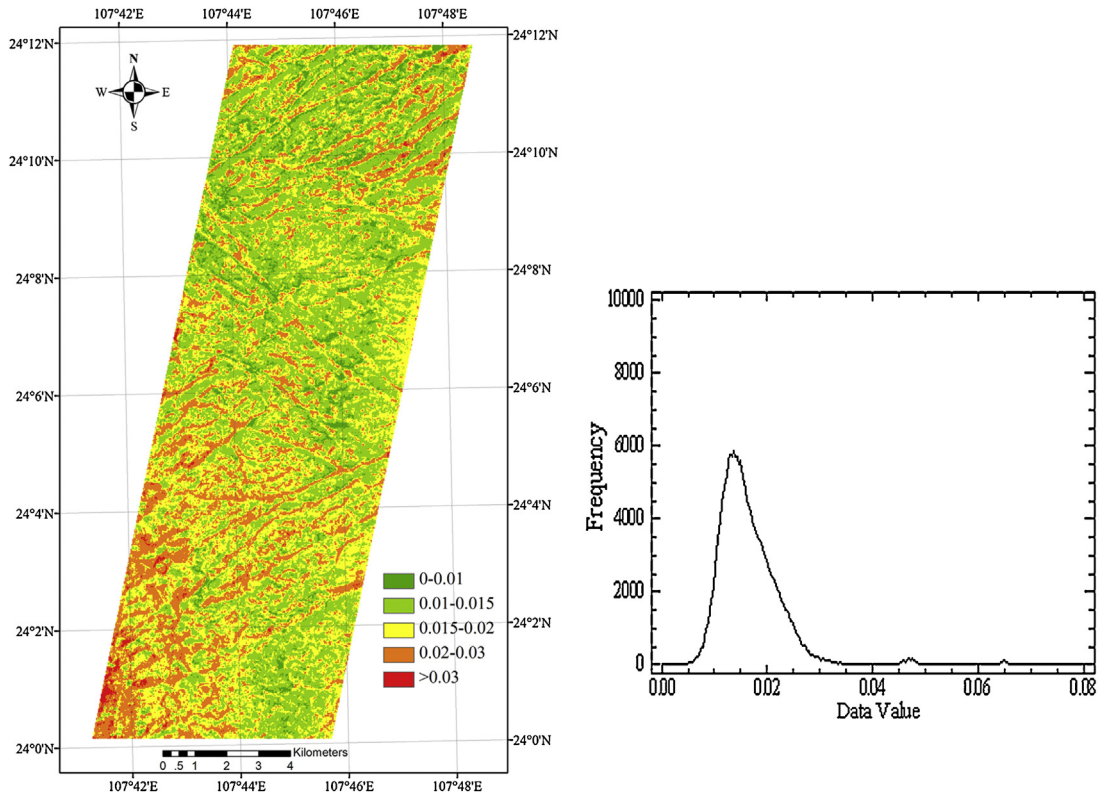 107°42'E 107°44'E 107°46'E 107°48'E
24°12'N 24°12'N
N
W E
S
24°10'N 24°10'N
24°8'N 24°8'N
24°6'N 24°6'N
24°4'N 24°4'N
24°2'N 24°2'N
24°0'N 24°0'N
0-0.01
0.01-0.015
0.015-0.02
0.02-0.03
>0.03
Kilometers
0 .5 1 2 3 4
107°42'E 107°44'E 107°46'E 107°48'E
10000
8000
6000
4000
2000
0
Frequency
0.00 0.02 0.04 0.06 0.08
Data Value